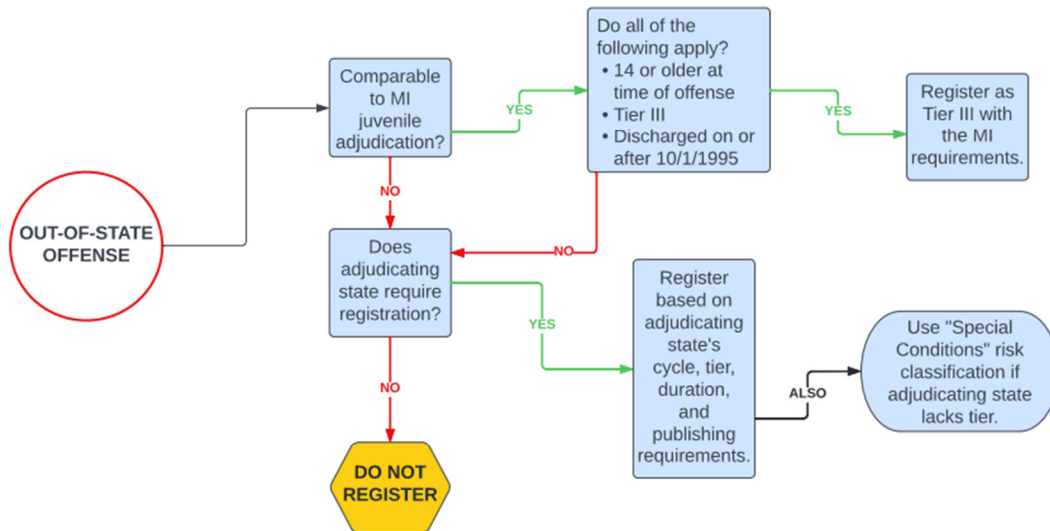 Do all of the
following apply?
• 14 or older at
time of offense
• Tier III
• Discharged on or
after 10/1/1995
Comparable
to MI
juvenile
adjudication?
YES
YES
Register as
Tier III with
the MI
requirements.
NO
OUT-OF-STATE
OFFENSE
Does
adjudicating
state require
registration?
NO
YES
Register
based on
adjudicating
state's
cycle, tier,
duration,
and
publishing
requirements.
ALSO
Use "Special
Conditions" risk
classification if
adjudicating state
lacks tier.
NO
DO NOT
REGISTER